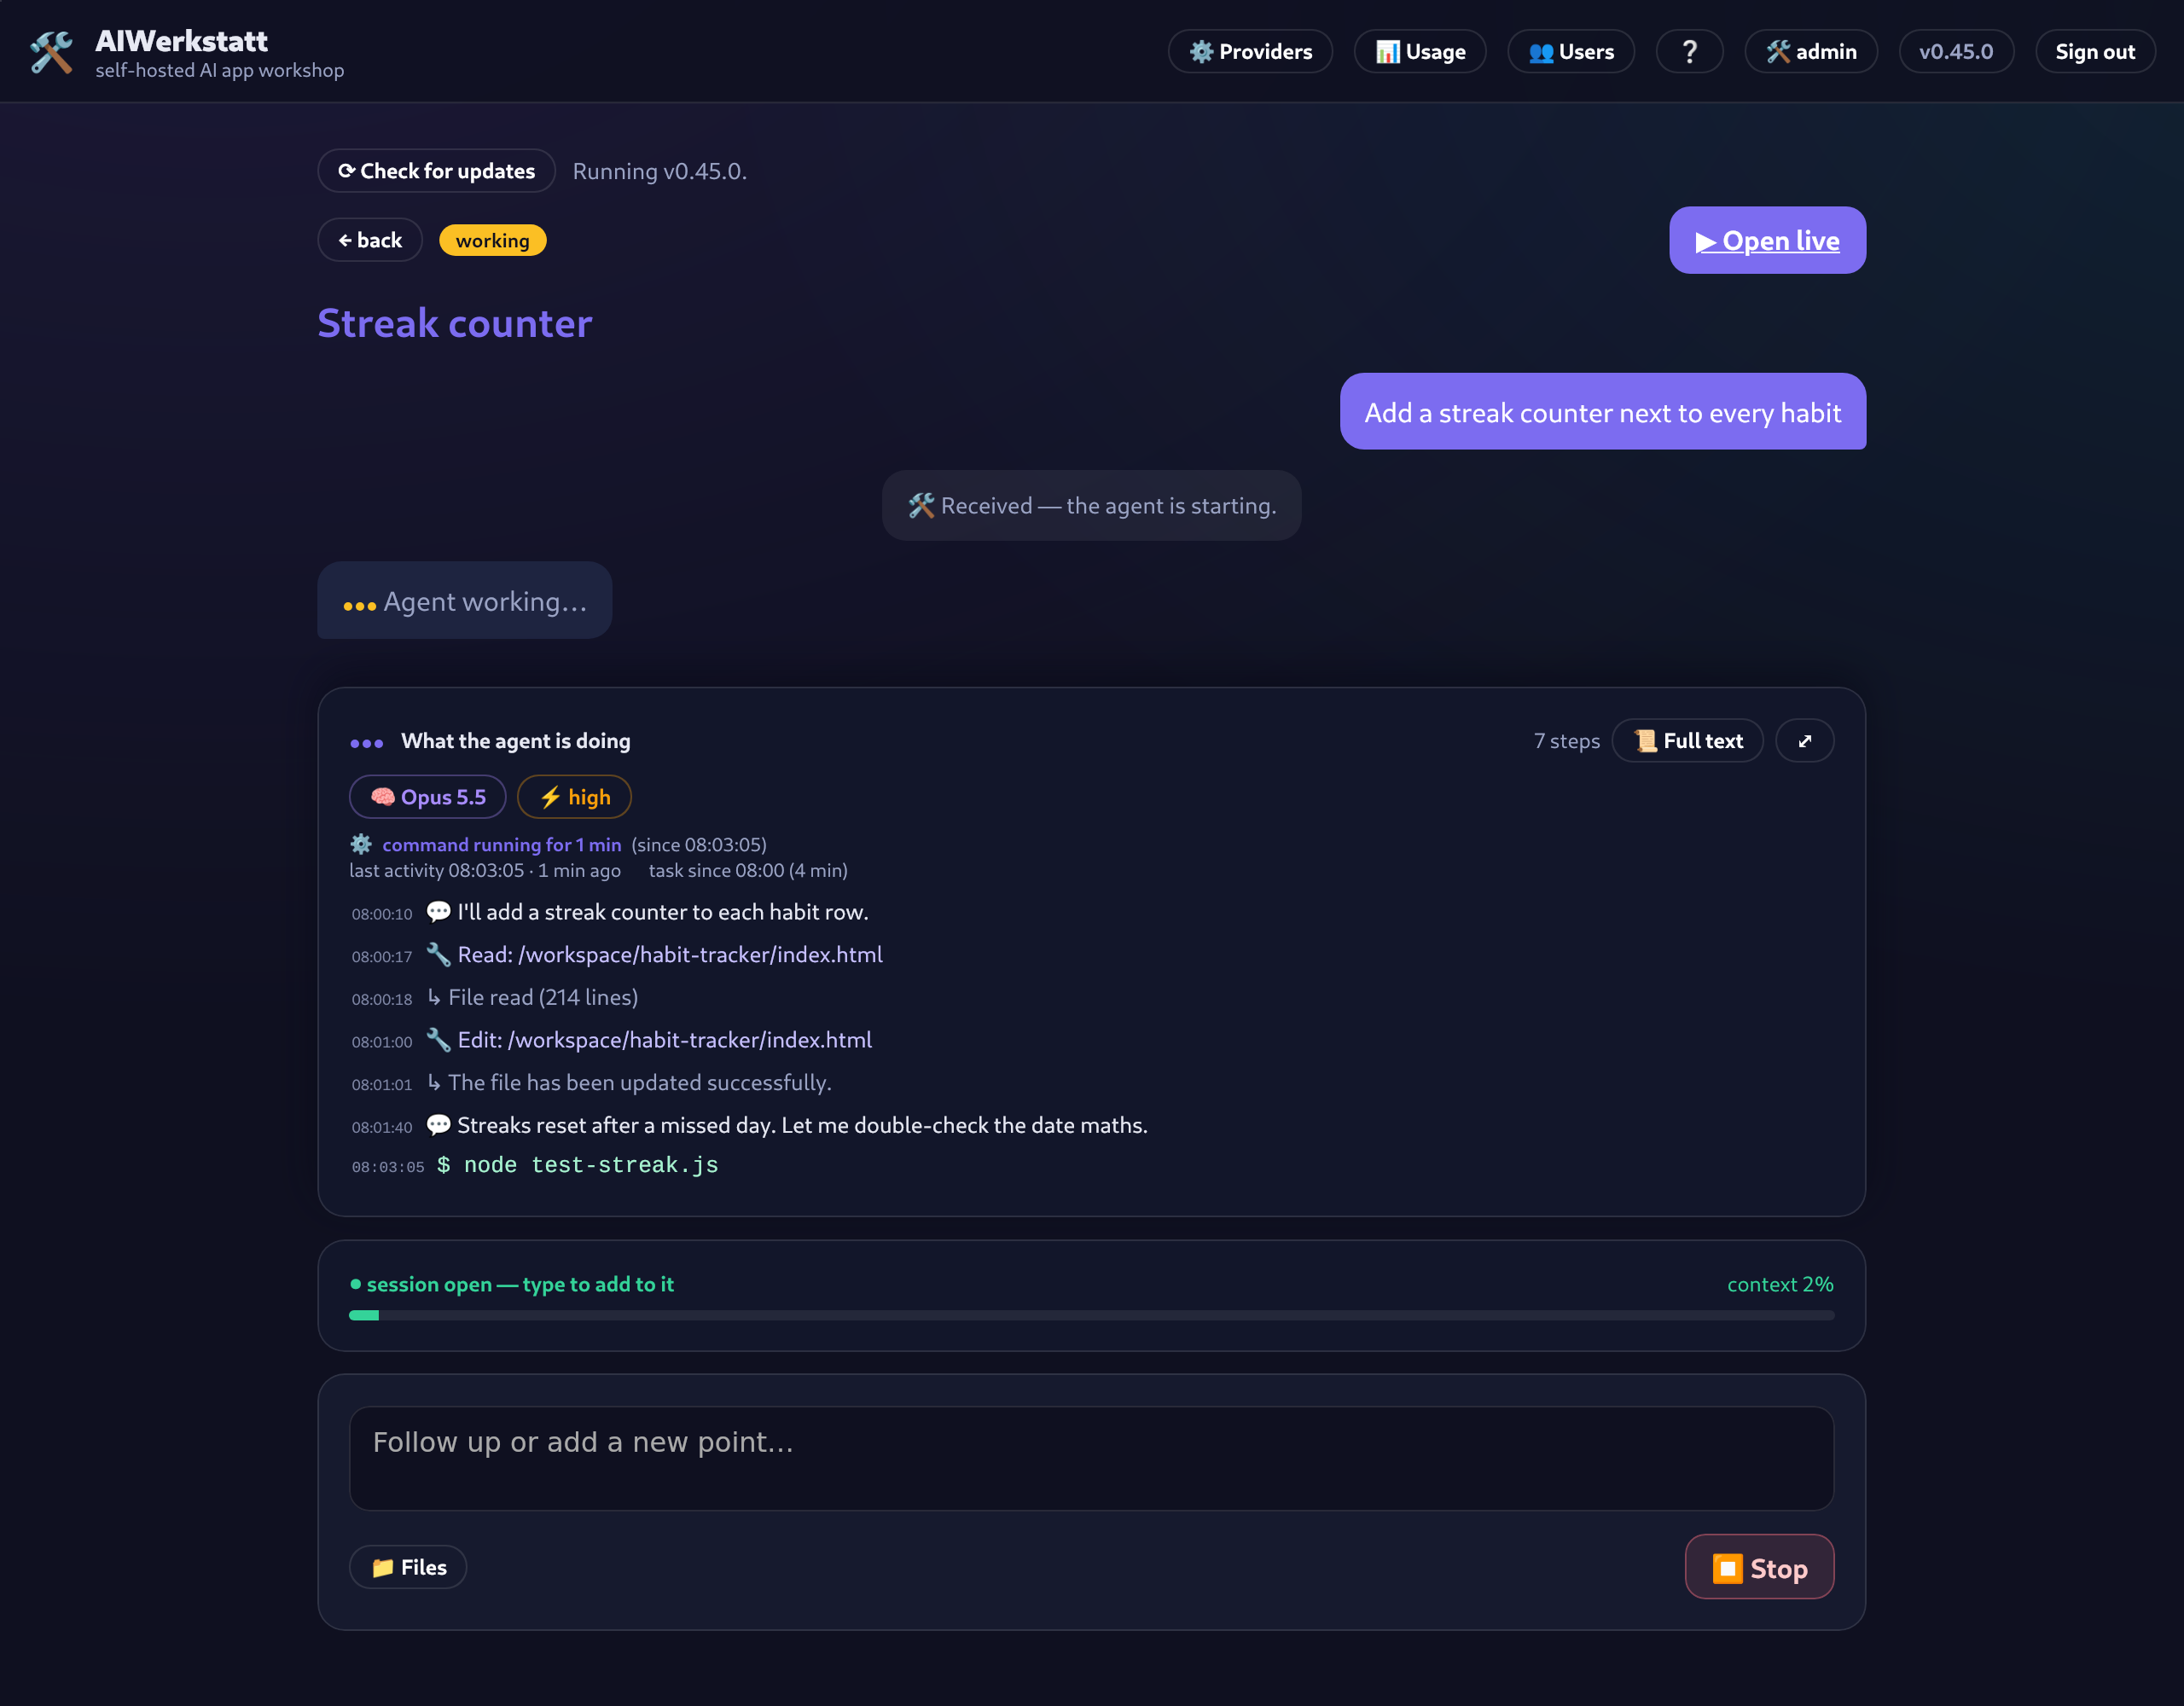 AIWerkstatt
self-hosted AI app workshop
Providers
Usage
Users
?
admin
v0.45.0
Sign out
⟳ Check for updates
Running v0.45.0.
← back
working
▶ Open live
Streak counter
Add a streak counter next to every habit
Received — the agent is starting.
Agent working…
What the agent is doing
7 steps
Full text
⤢
Opus 5.5
high
command running for 1 min (since 08:03:05)
last activity 08:03:05 · 1 min ago task since 08:00 (4 min)
08:00:10 I'll add a streak counter to each habit row.
08:00:17 Read: /workspace/habit-tracker/index.html
08:00:18 ↳ File read (214 lines)
08:01:00 Edit: /workspace/habit-tracker/index.html
08:01:01 ↳ The file has been updated successfully.
08:01:40 Streaks reset after a missed day. Let me double-check the date maths.
08:03:05 $ node test-streak.js
● session open — type to add to it
context 2%
Follow up or add a new point…
Files
Stop